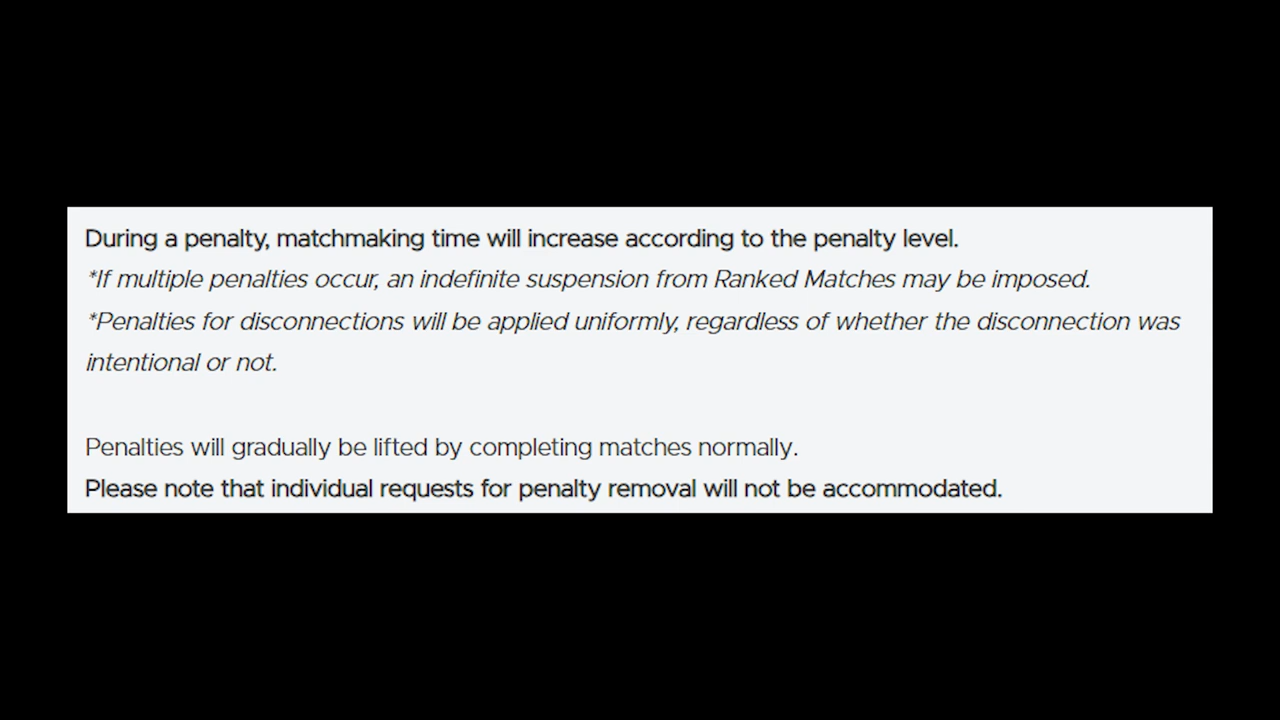 During a penalty, matchmaking time will increase according to the penalty level.
*If multiple penalties occur, an indefinite suspension from Ranked Matches may be imposed.
*Penalties for disconnections will be applied uniformly, regardless of whether the disconnection was
intentional or not.
Penalties will gradually be lifted by completing matches normally.
Please note that individual requests for penalty removal will not be accommodated.